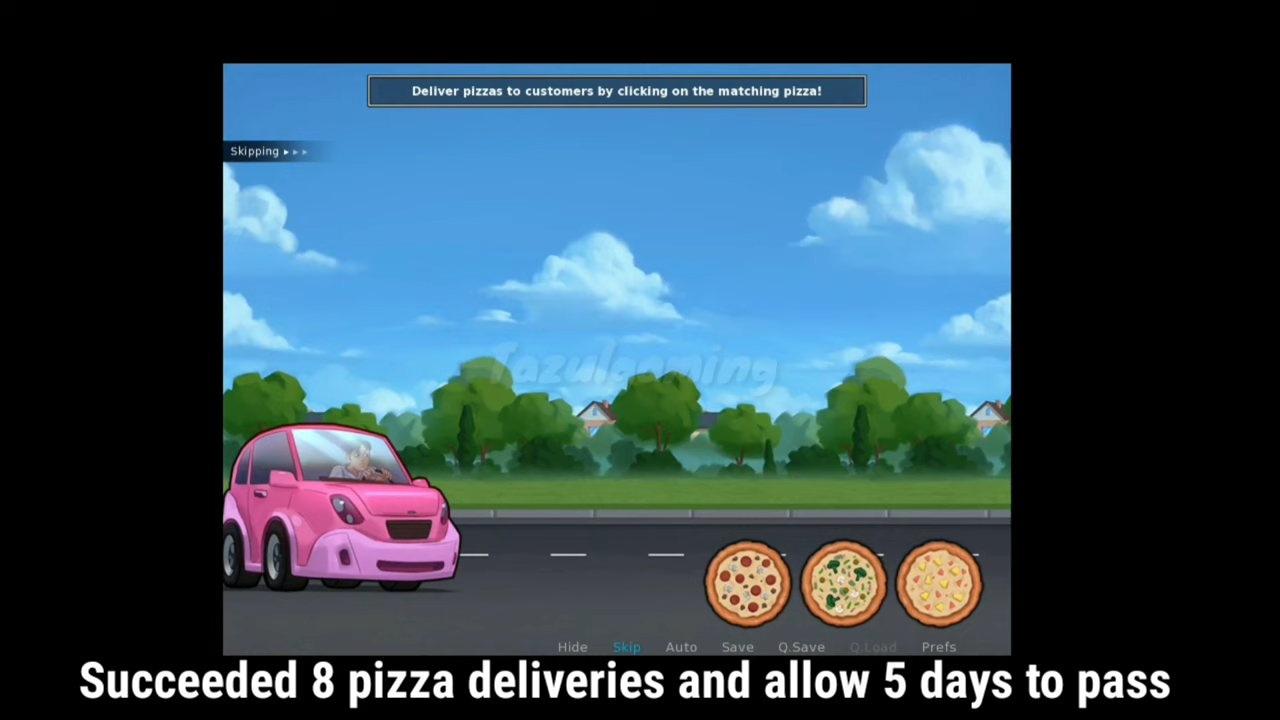 Deliver pizzas to customers by clicking on the matching pizza!
Skipping ▸ ▸ ▸
Tazulgaming
Hide Skip Auto Save Q.Save Q.Load Prefs
Succeeded 8 pizza deliveries and allow 5 days to pass